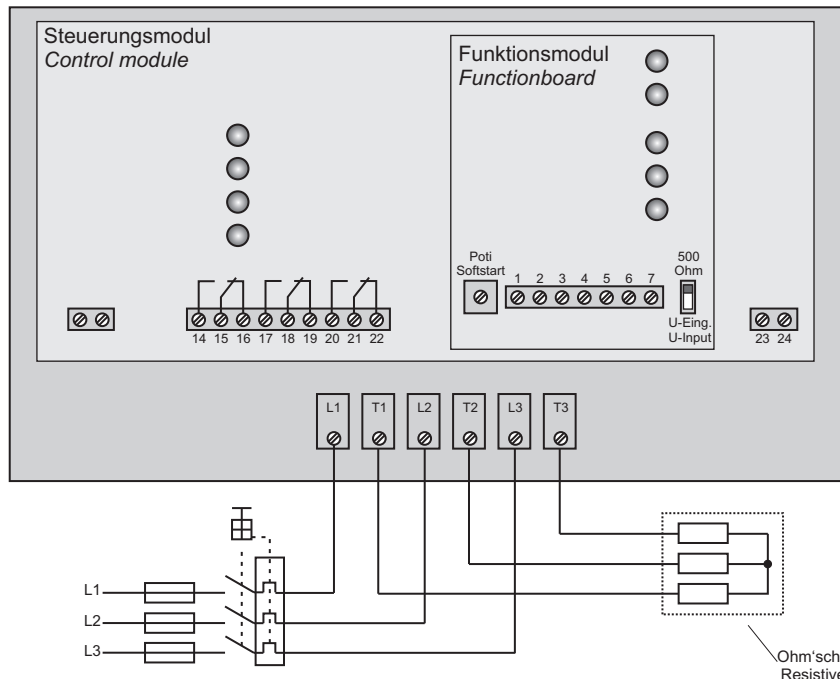 Steuerungsmodul
Control module
Funktionsmodul
Functionboard
Poti
Softstart
1 2 3 4 5 6 7
500
Ohm
U-Eing.
U-Input
14 15 16 17 18 19 20 21 22
23 24
L1 T1 L2 T2 L3 T3
L1
L2
L3
Ohm'sch
Resistive